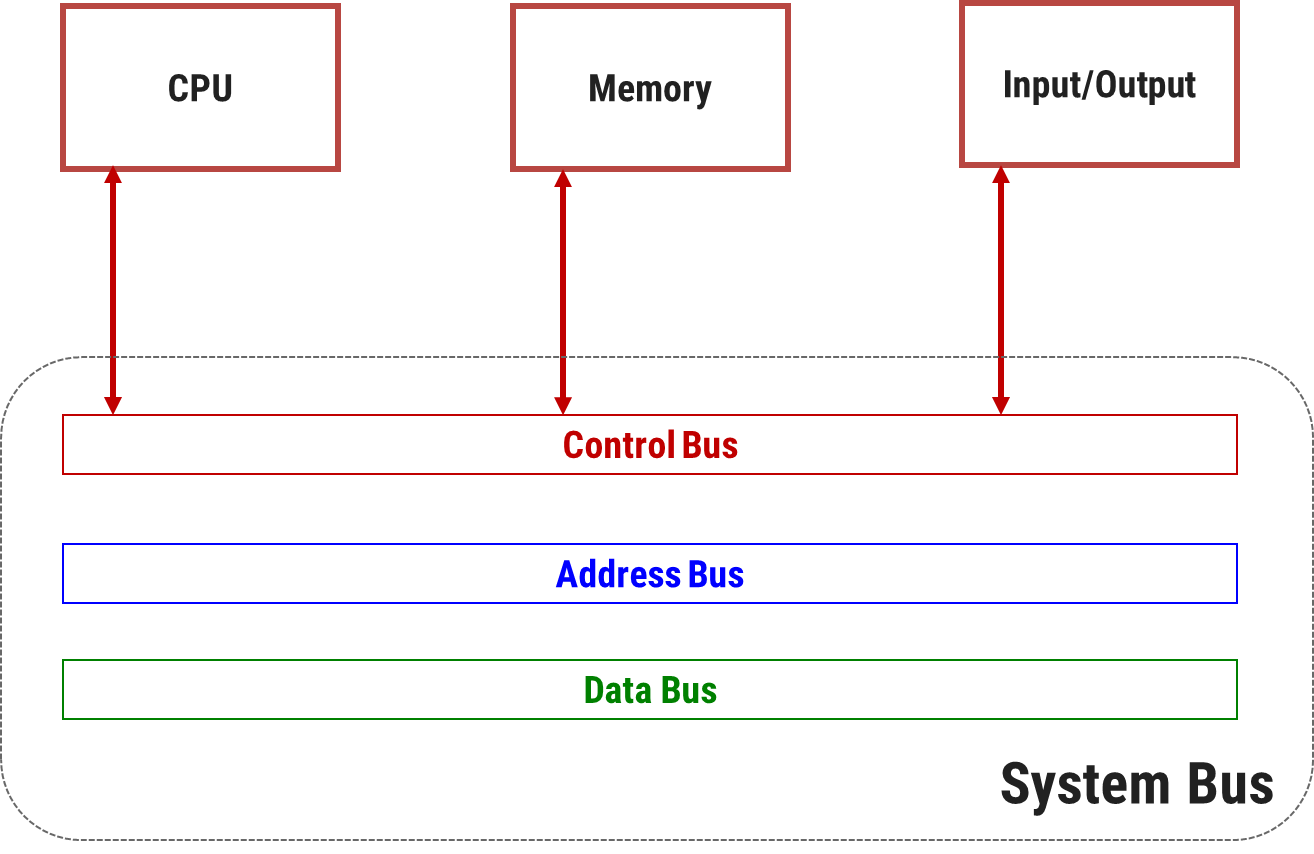 CPU
Memory
Input/Output
Control Bus
Address Bus
Data Bus
System Bus